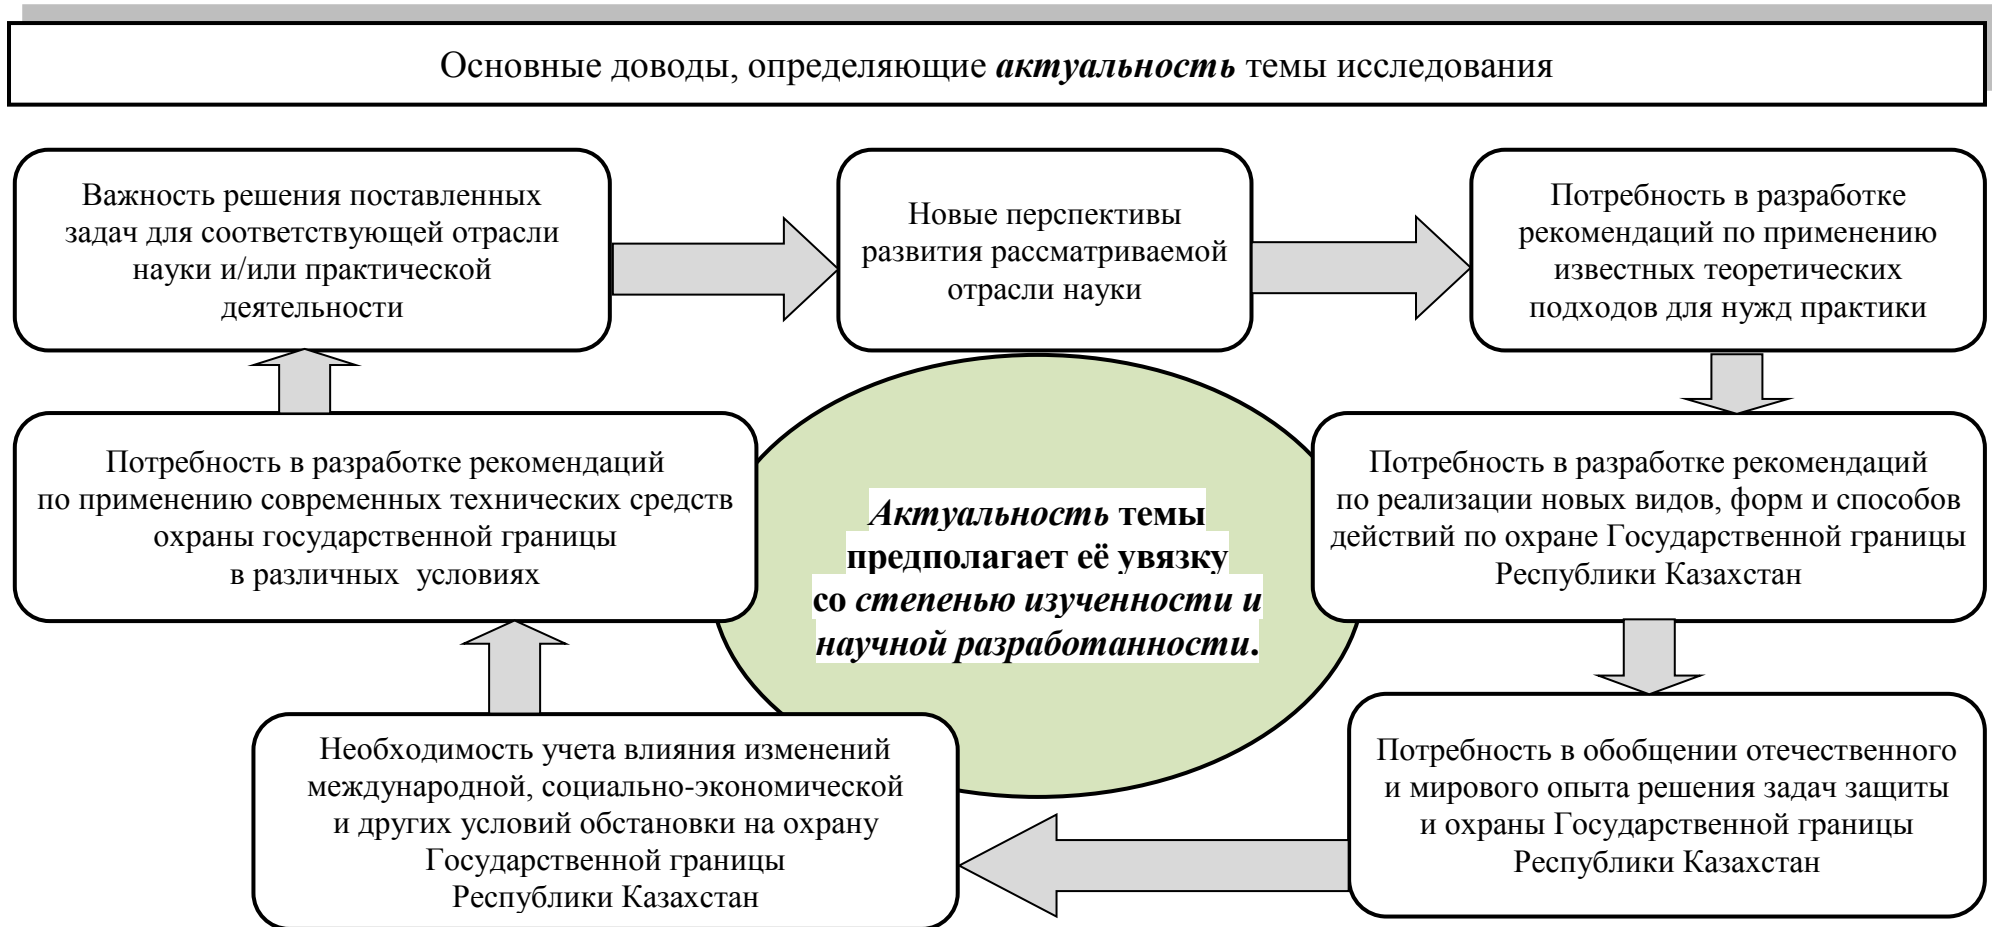 Основные доводы, определяющие актуальность темы исследования
Важность решения поставленных
задач для соответствующей отрасли
науки и/или практической
деятельности
Новые перспективы
развития рассматриваемой
отрасли науки
Потребность в разработке
рекомендаций по применению
известных теоретических
подходов для нужд практики
Потребность в разработке рекомендаций
по применению современных технических средств
охраны государственной границы
в различных условиях
Актуальность темы
предполагает её увязку
со степенью изученности и
научной разработанности.
Потребность в разработке рекомендаций
по реализации новых видов, форм и способов
действий по охране Государственной границы
Республики Казахстан
Необходимость учета влияния изменений
международной, социально-экономической
и других условий обстановки на охрану
Государственной границы
Республики Казахстан
Потребность в обобщении отечественного
и мирового опыта решения задач защиты
и охраны Государственной границы
Республики Казахстан